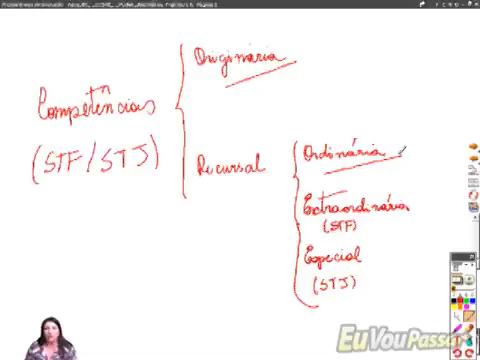 Originária
Competências
(STF/STJ)
Recursal
Ordinária
Extraordinária
(STF)
Especial
(STJ)
EuVouPassar